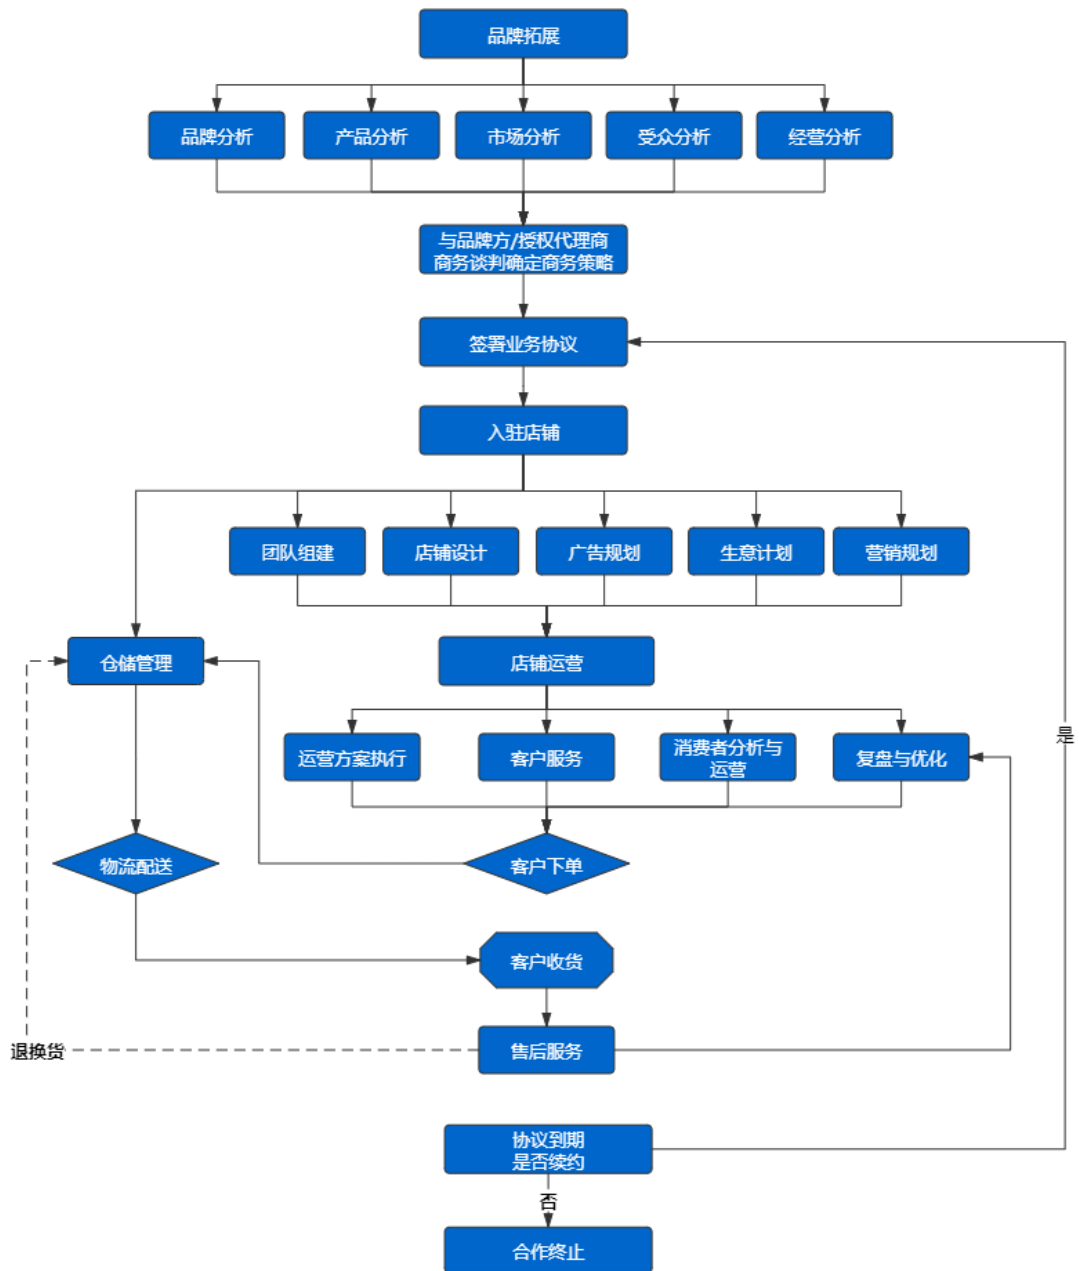 品牌拓展
品牌分析
产品分析
市场分析
受众分析
经营分析
与品牌方/授权代理商
商务谈判确定商务策略
签署业务协议
入驻店铺
团队组建
店铺设计
广告规划
生意计划
营销规划
仓储管理
店铺运营
是
运营方案执行
客户服务
消费者分析与
运营
复盘与优化
物流配送
客户下单
客户收货
退换货
售后服务
协议到期
是否续约
否
合作终止